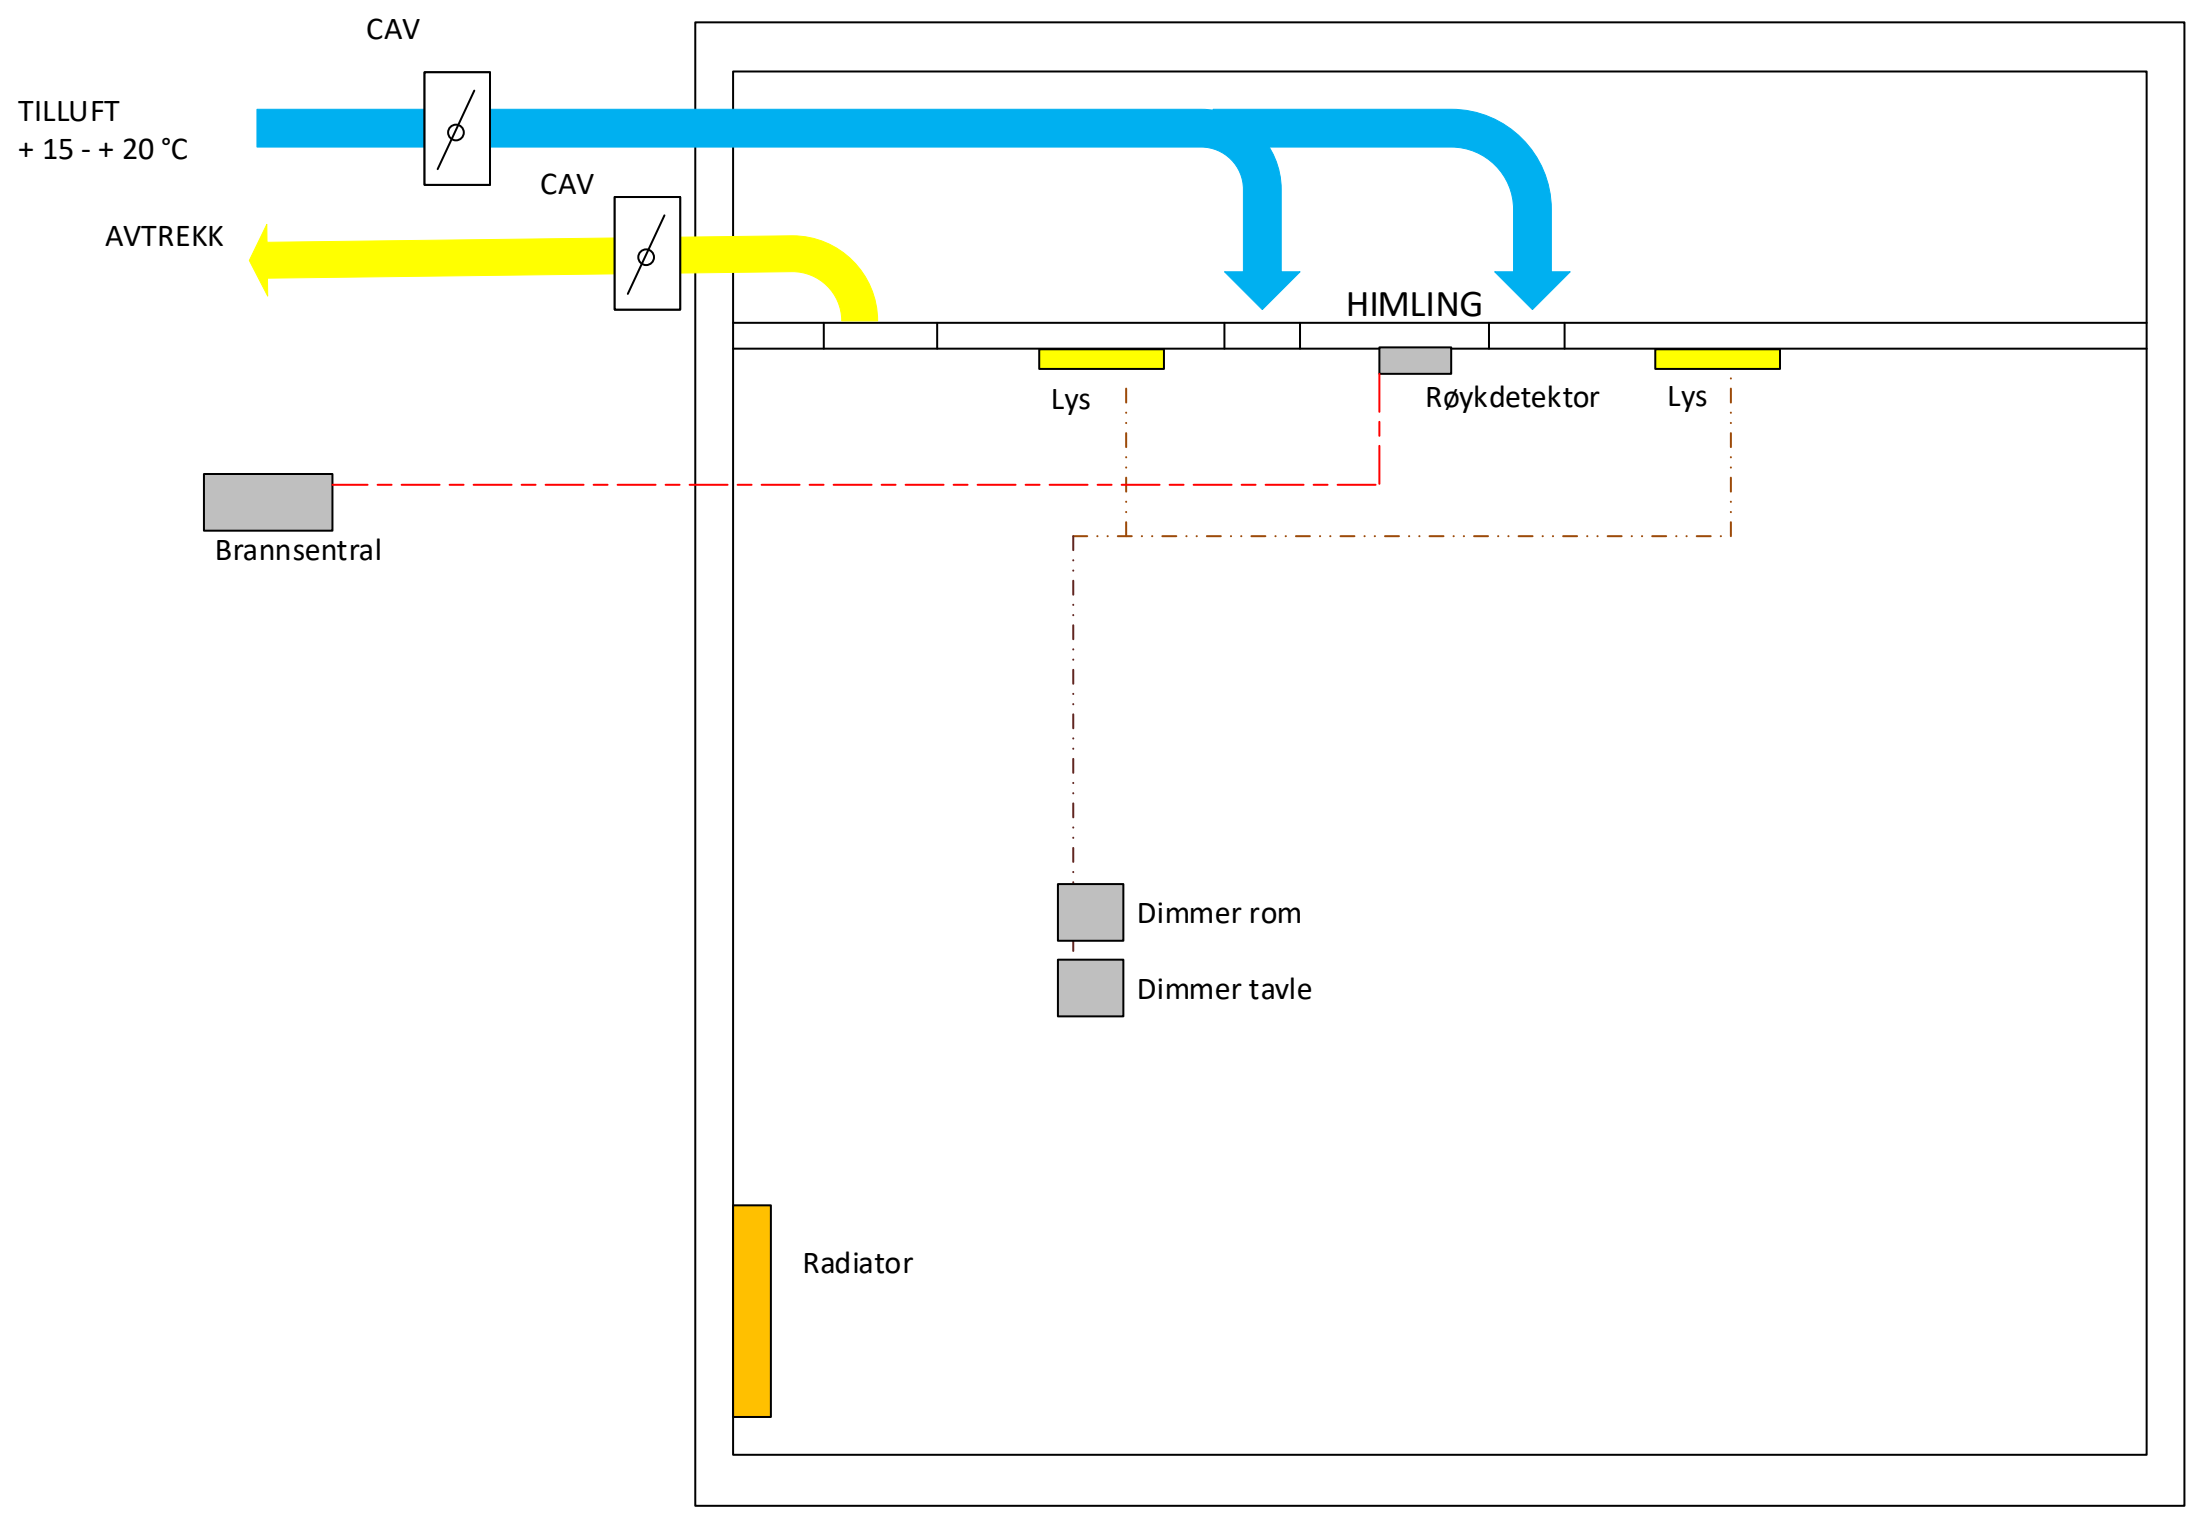 CAV
TILLUFT
+ 15 - + 20 °C
CAV
AVTREKK
HIMLING
Lys
Røykdetektor
Lys
Brannsentral
Dimmer rom
Dimmer tavle
Radiator